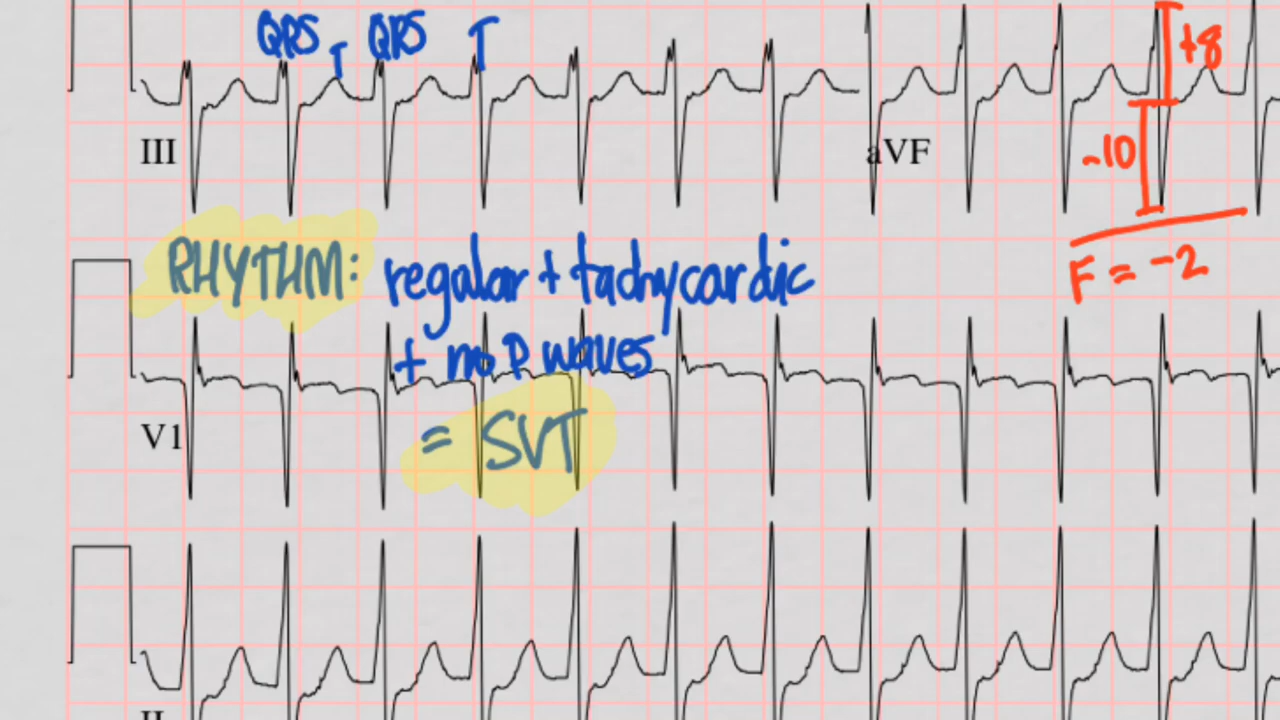 QRS T QRS T
+8
III
aVF
-10
RHYTHM: regular + tachycardic
F = -2
+ no P waves
V1
= SVT
II